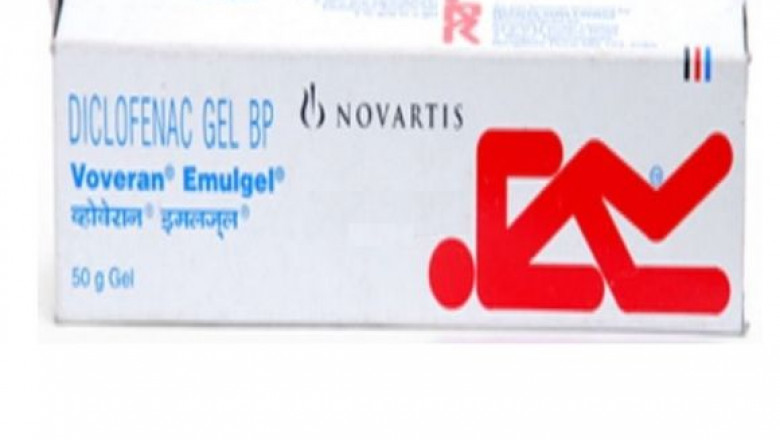 DICLOFENAC GEL BP
NOVARTIS
Voveran® Emulgel®
व्होवेरान® इमलजॅल®
50 g Gel
®